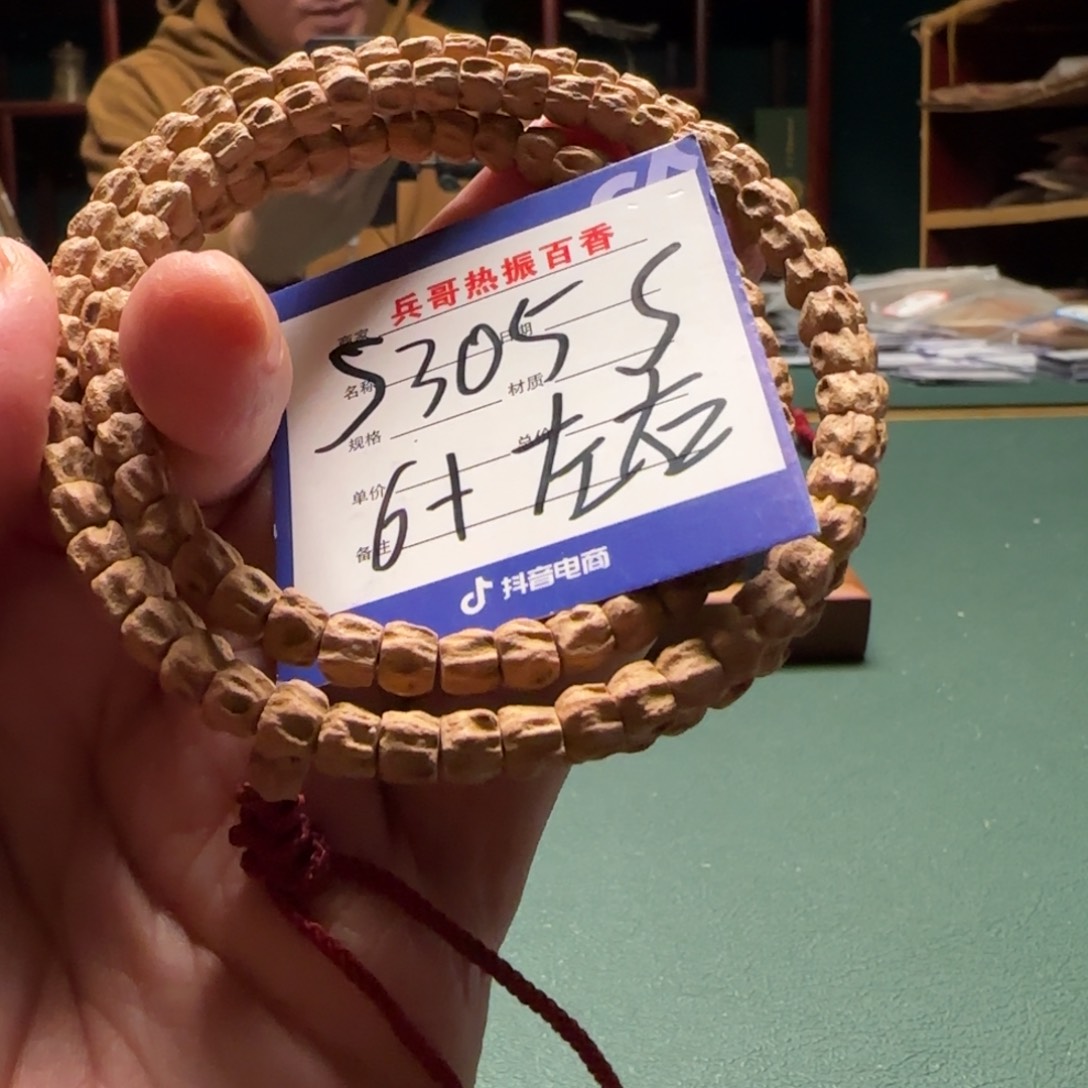 兵哥热振百香
商家
日期
5305 S
名称
材质
规格
总价
单价
6+ 左右
备注
抖音电商